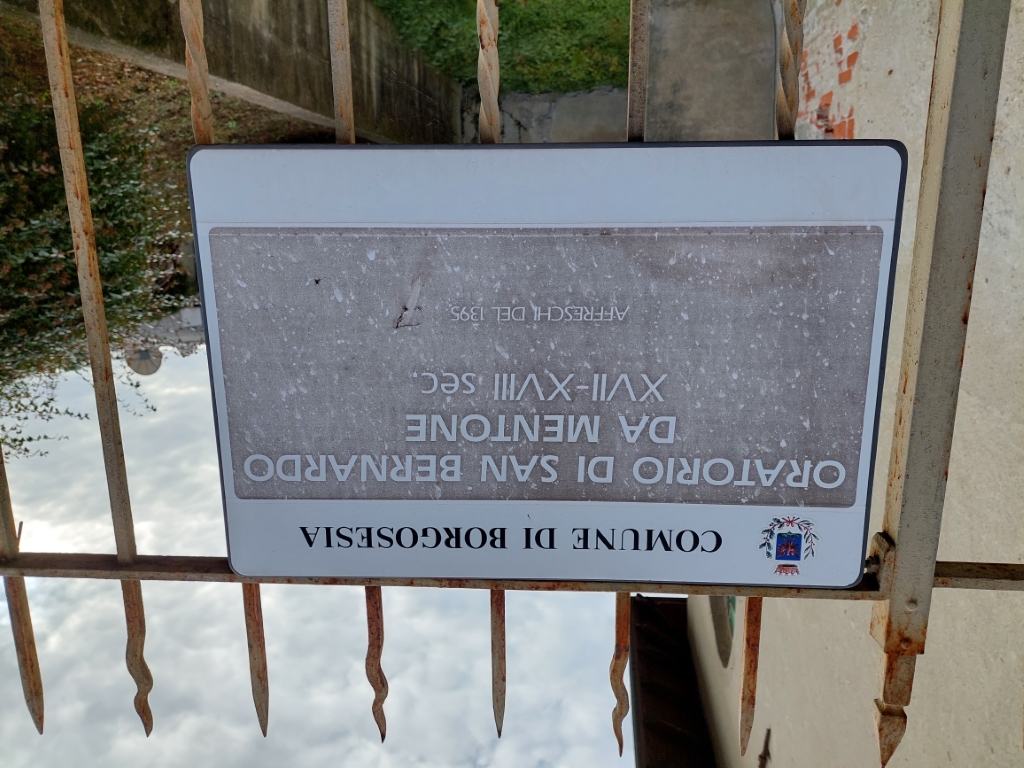 COMUNE DI BORGOSESIA
ORATORIO DI SAN BERNARDO
DA MENTONE
XVII-XVIII sec.
AFFRESCHI DEL 1395